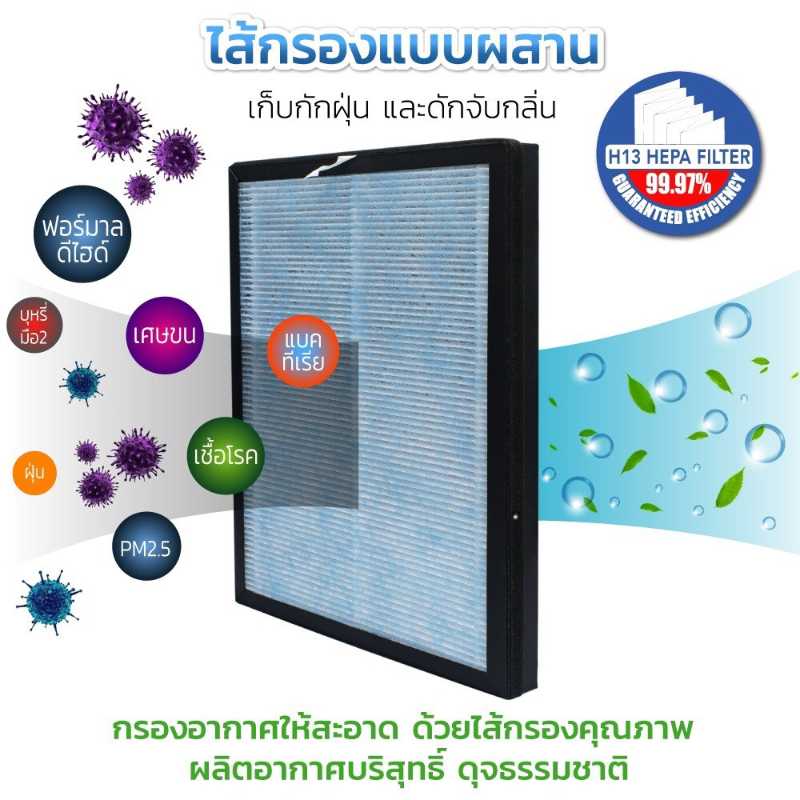 ไส้กรองแบบผสาน
เก็บกักฝุ่น และดักจับกลิ่น
H13 HEPA FILTER
99.97%
GUARANTEED EFFICIENCY
ฟอร์มาล
ดีไฮด์
บุหรี่
มือ2
เศษขน
แบค
ทีเรีย
เชื้อโรค
ฝุ่น
PM2.5
กรองอากาศให้สะอาด ด้วยไส้กรองคุณภาพ
ผลิตอากาศบริสุทธิ์ ดุจธรรมชาติ